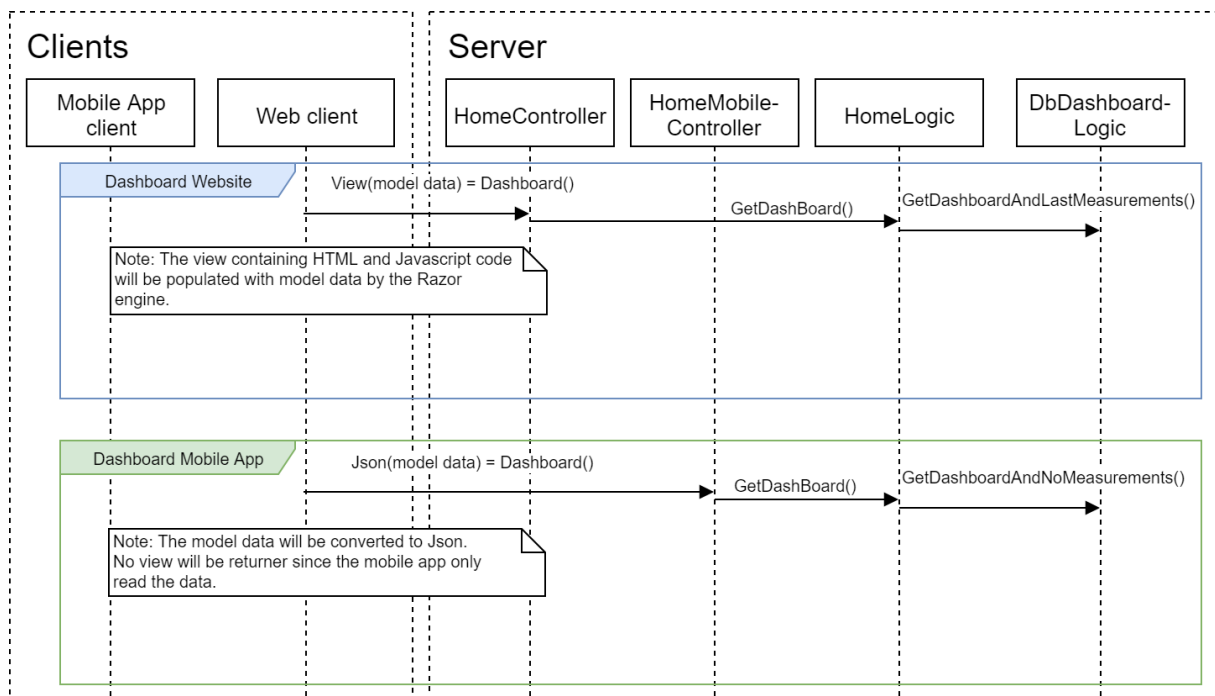 Clients
Server
Mobile App
client
Web client
HomeController
HomeMobile-
Controller
HomeLogic
DbDashboard-
Logic
Dashboard Website
View(model data) = Dashboard()
GetDashBoard()
GetDashboardAndLastMeasurements()
Note: The view containing HTML and Javascript code
will be populated with model data by the Razor
engine.
Dashboard Mobile App
Json(model data) = Dashboard()
GetDashBoard()
GetDashboardAndNoMeasurements()
Note: The model data will be converted to Json.
No view will be returner since the mobile app only
read the data.